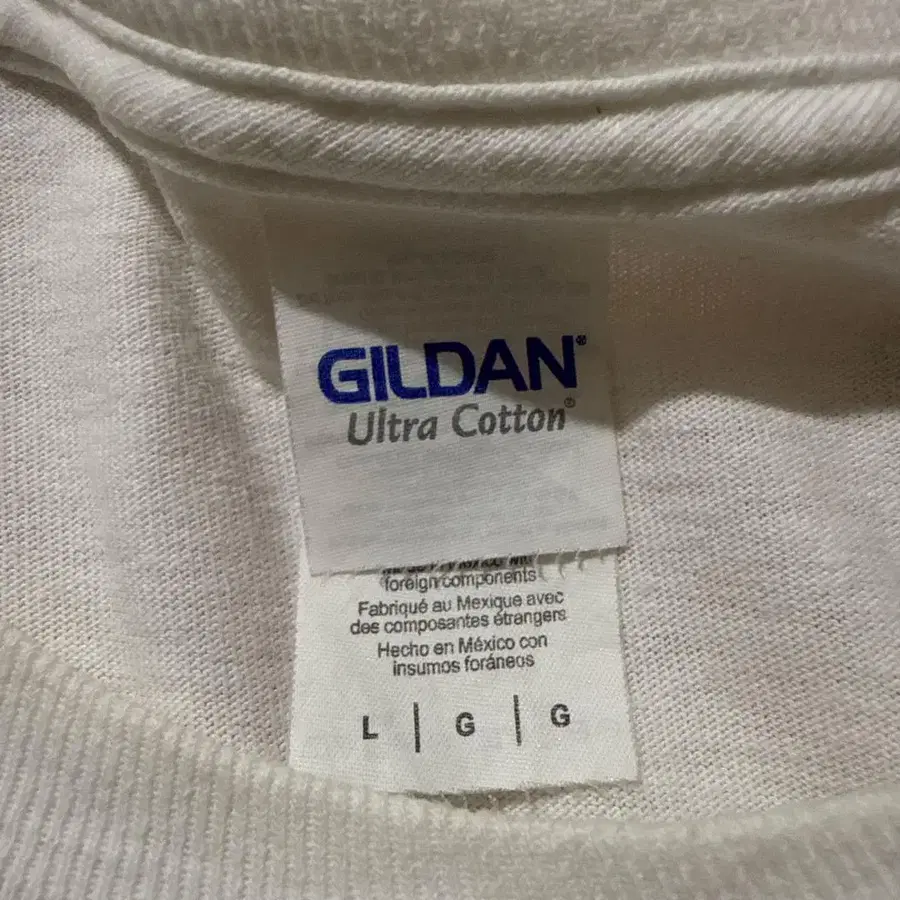 GILDAN®
Ultra Cotton®
foreign components
Fabriqué au Mexique avec
des composantes étrangers
Hecho en México con
insumos foráneos
L | G | G